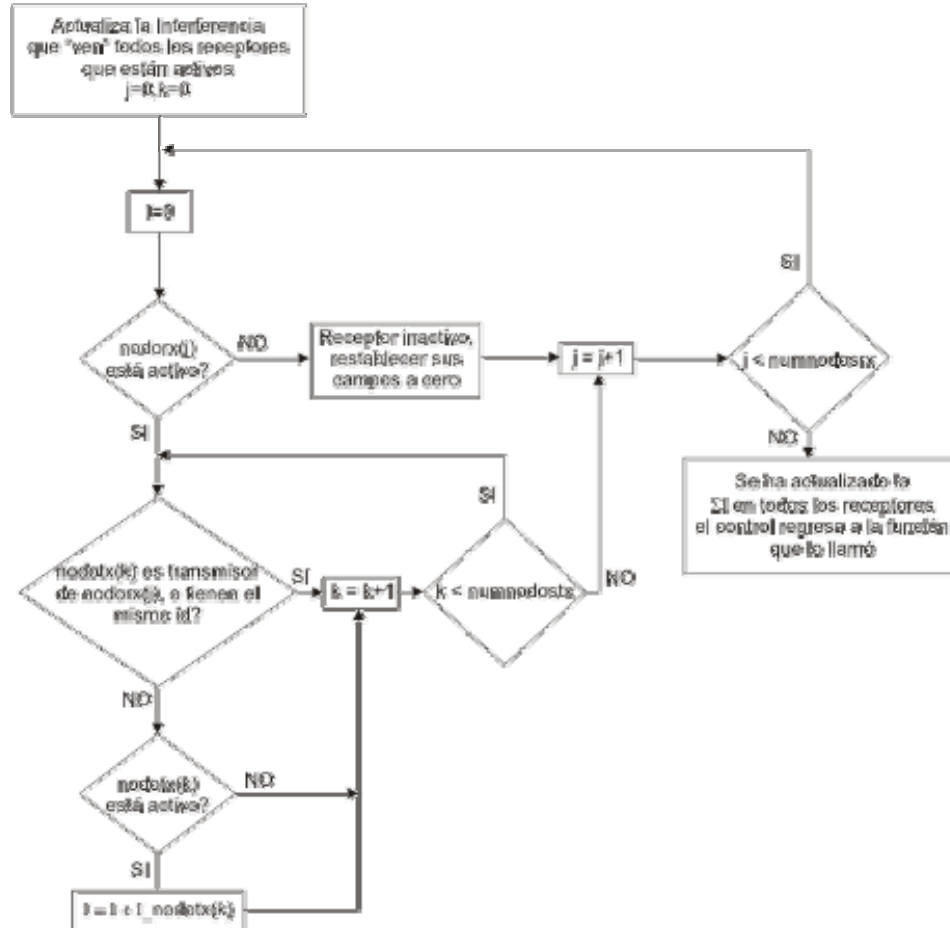 Actualiza la Interferencia
que "ven" todos los receptores
que están activos
j=0,k=0
I=0
nodorx(j)
está activo?
NO
SI
Receptor inactivo,
restablecer sus
campos a cero
j = j+1
j < numnodosrx
SI
NO
Se ha actualizado la
ΣI en todos los receptores,
el control regresa a la función
que lo llamó
nodotx(k) es transmisor
de nodorx(j), o tienen el
mismo id?
SI
NO
k = k+1
k < numnodostx
SI
NO
nodotx(k)
está activo?
NO
SI
I = I + I_nodotx(k)